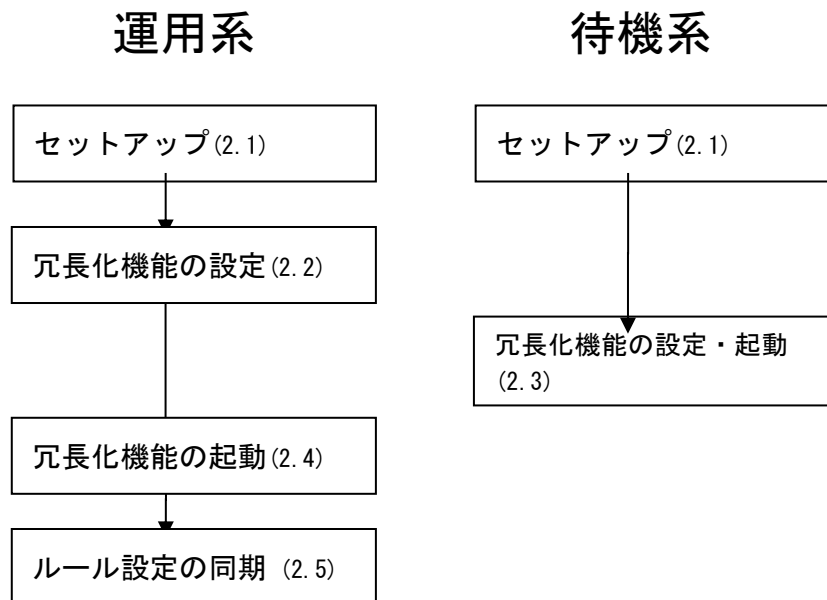 運用系
待機系
セットアップ(2.1)
セットアップ(2.1)
冗長化機能の設定(2.2)
冗長化機能の設定・起動
(2.3)
冗長化機能の起動(2.4)
ルール設定の同期 (2.5)